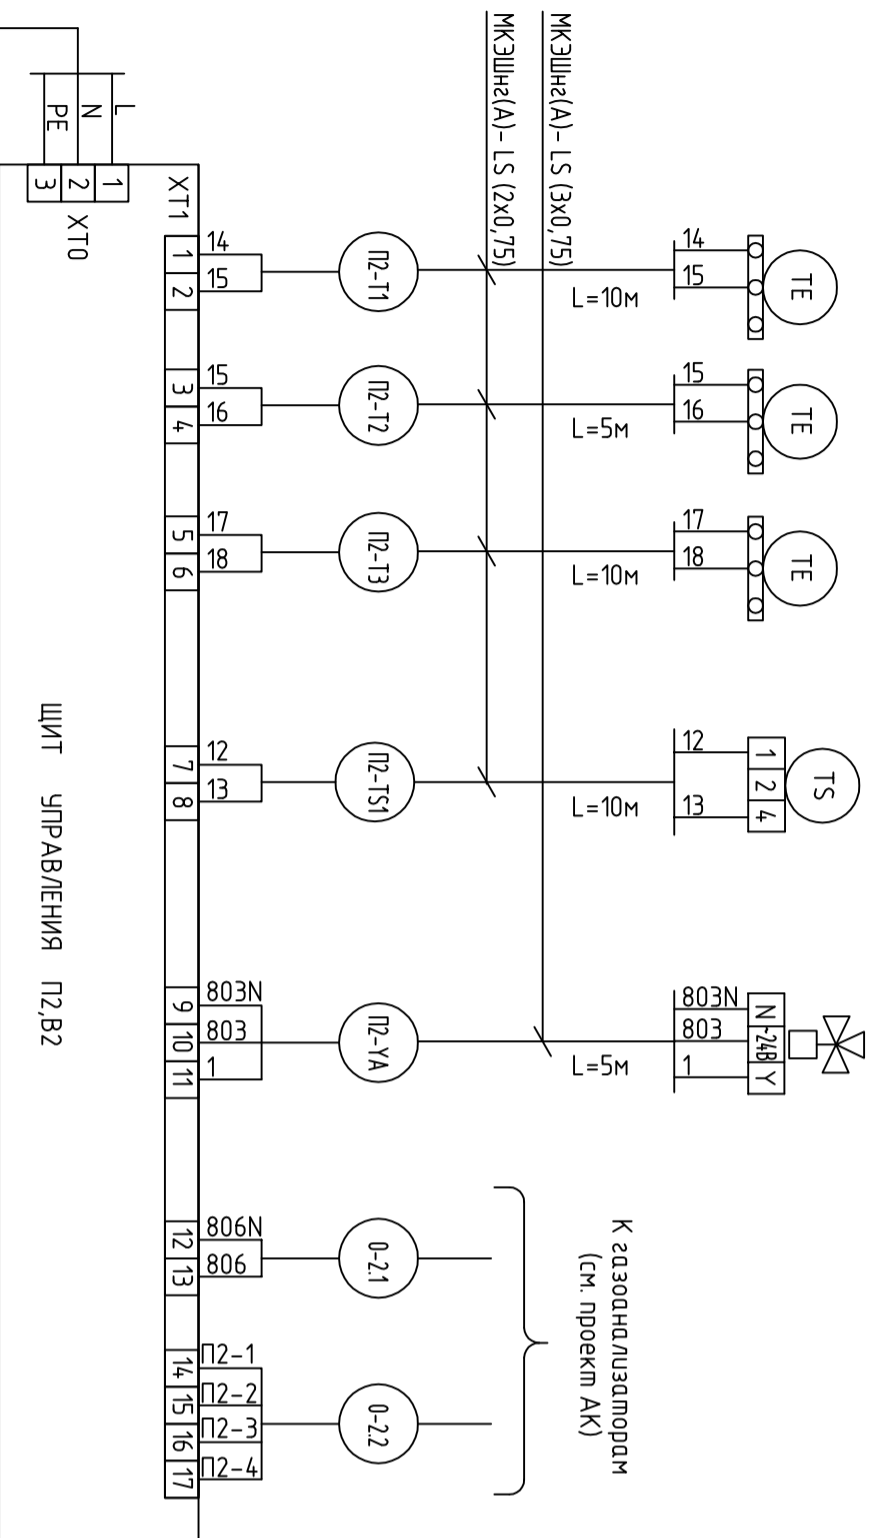 МКЭШнг(А)- LS (3х0,75)
МКЭШнг(А)- LS (2х0,75)
TE
14
15
L=10м
П2-Т1
14
15
1
2
TE
15
16
L=5м
П2-Т2
15
16
3
4
TE
17
18
L=10м
П2-Т3
17
18
5
6
TS
1
2
4
12
13
L=10м
П2-TS1
12
13
7
8
N
~24В
Y
803N
803
1
L=5м
П2-YA
803N
803
1
9
10
11
К газоанализаторам
(см. проект АК)
0-2.1
806N
806
12
13
0-2.2
П2-1
П2-2
П2-3
П2-4
14
15
16
17
XT1
L
N
PE
1
2
3
XT0
ЩИТ УПРАВЛЕНИЯ П2,В2